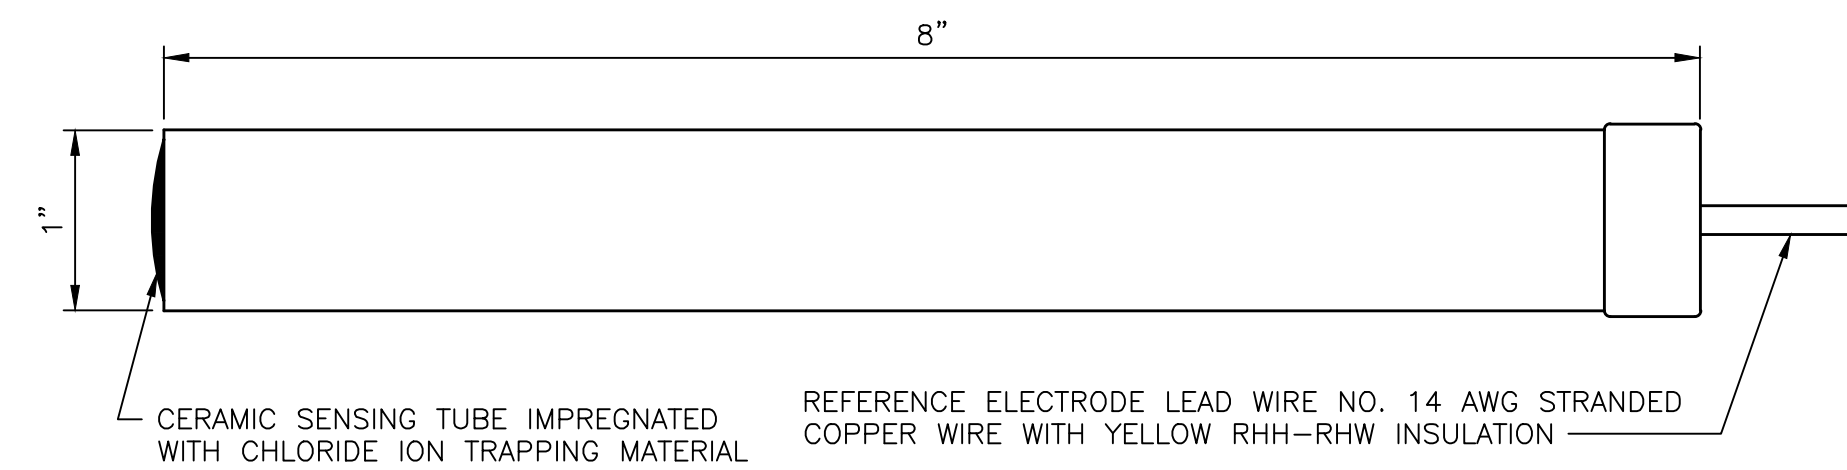 8”
1”
CERAMIC SENSING TUBE IMPREGNATED
WITH CHLORIDE ION TRAPPING MATERIAL
REFERENCE ELECTRODE LEAD WIRE NO. 14 AWG STRANDED
COPPER WIRE WITH YELLOW RHH-RHW INSULATION